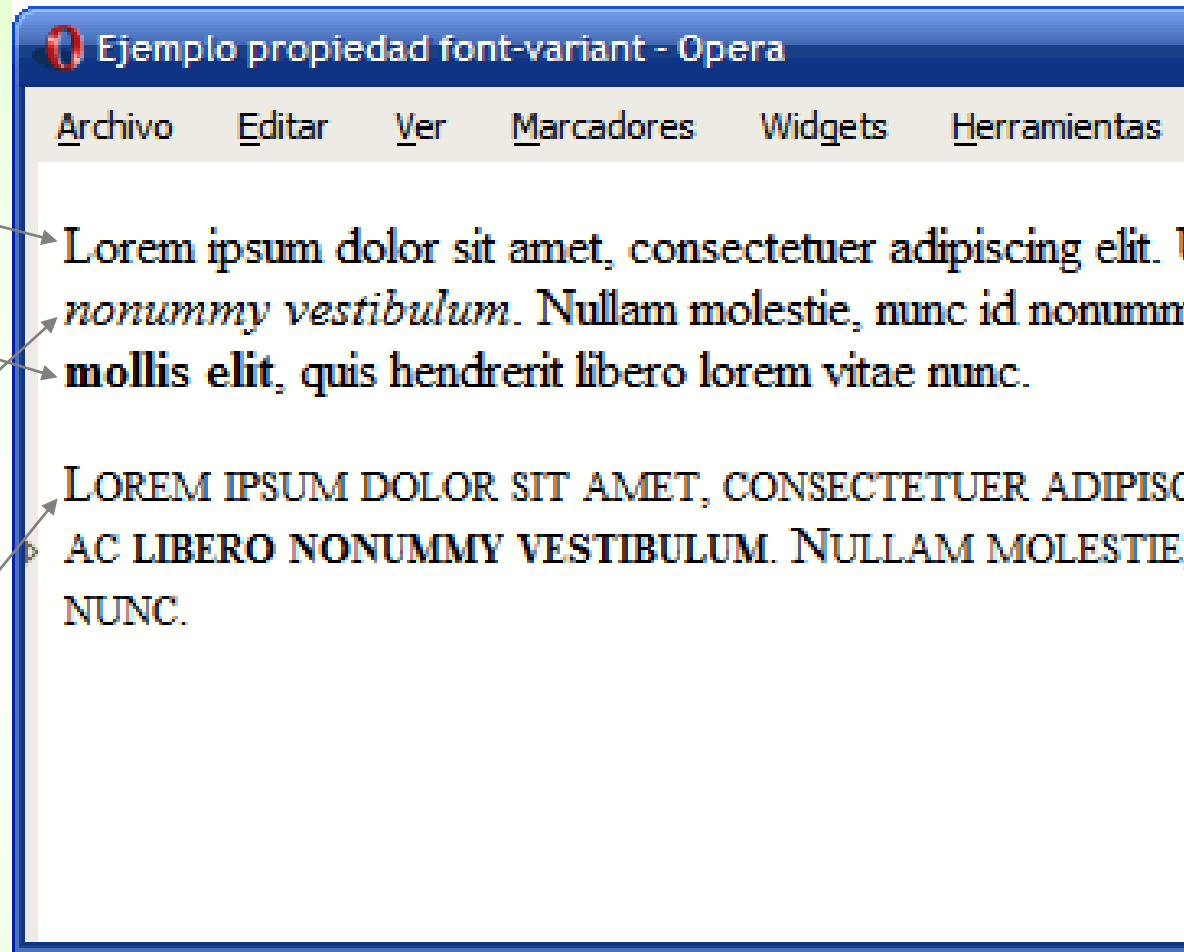 Ejemplo propiedad font-variant - Opera
Archivo Editar Ver Marcadores Widgets Herramientas
Lorem ipsum dolor sit amet, consectetuer adipiscing elit.
nonummy vestibulum. Nullam molestie, nunc id nonumm
mollis elit, quis hendrerit libero lorem vitae nunc.
LOREM IPSUM DOLOR SIT AMET, CONSECTETUER ADIPISC
AC LIBERO NONUMMY VESTIBULUM. NULLAM MOLESTIE,
NUNC.